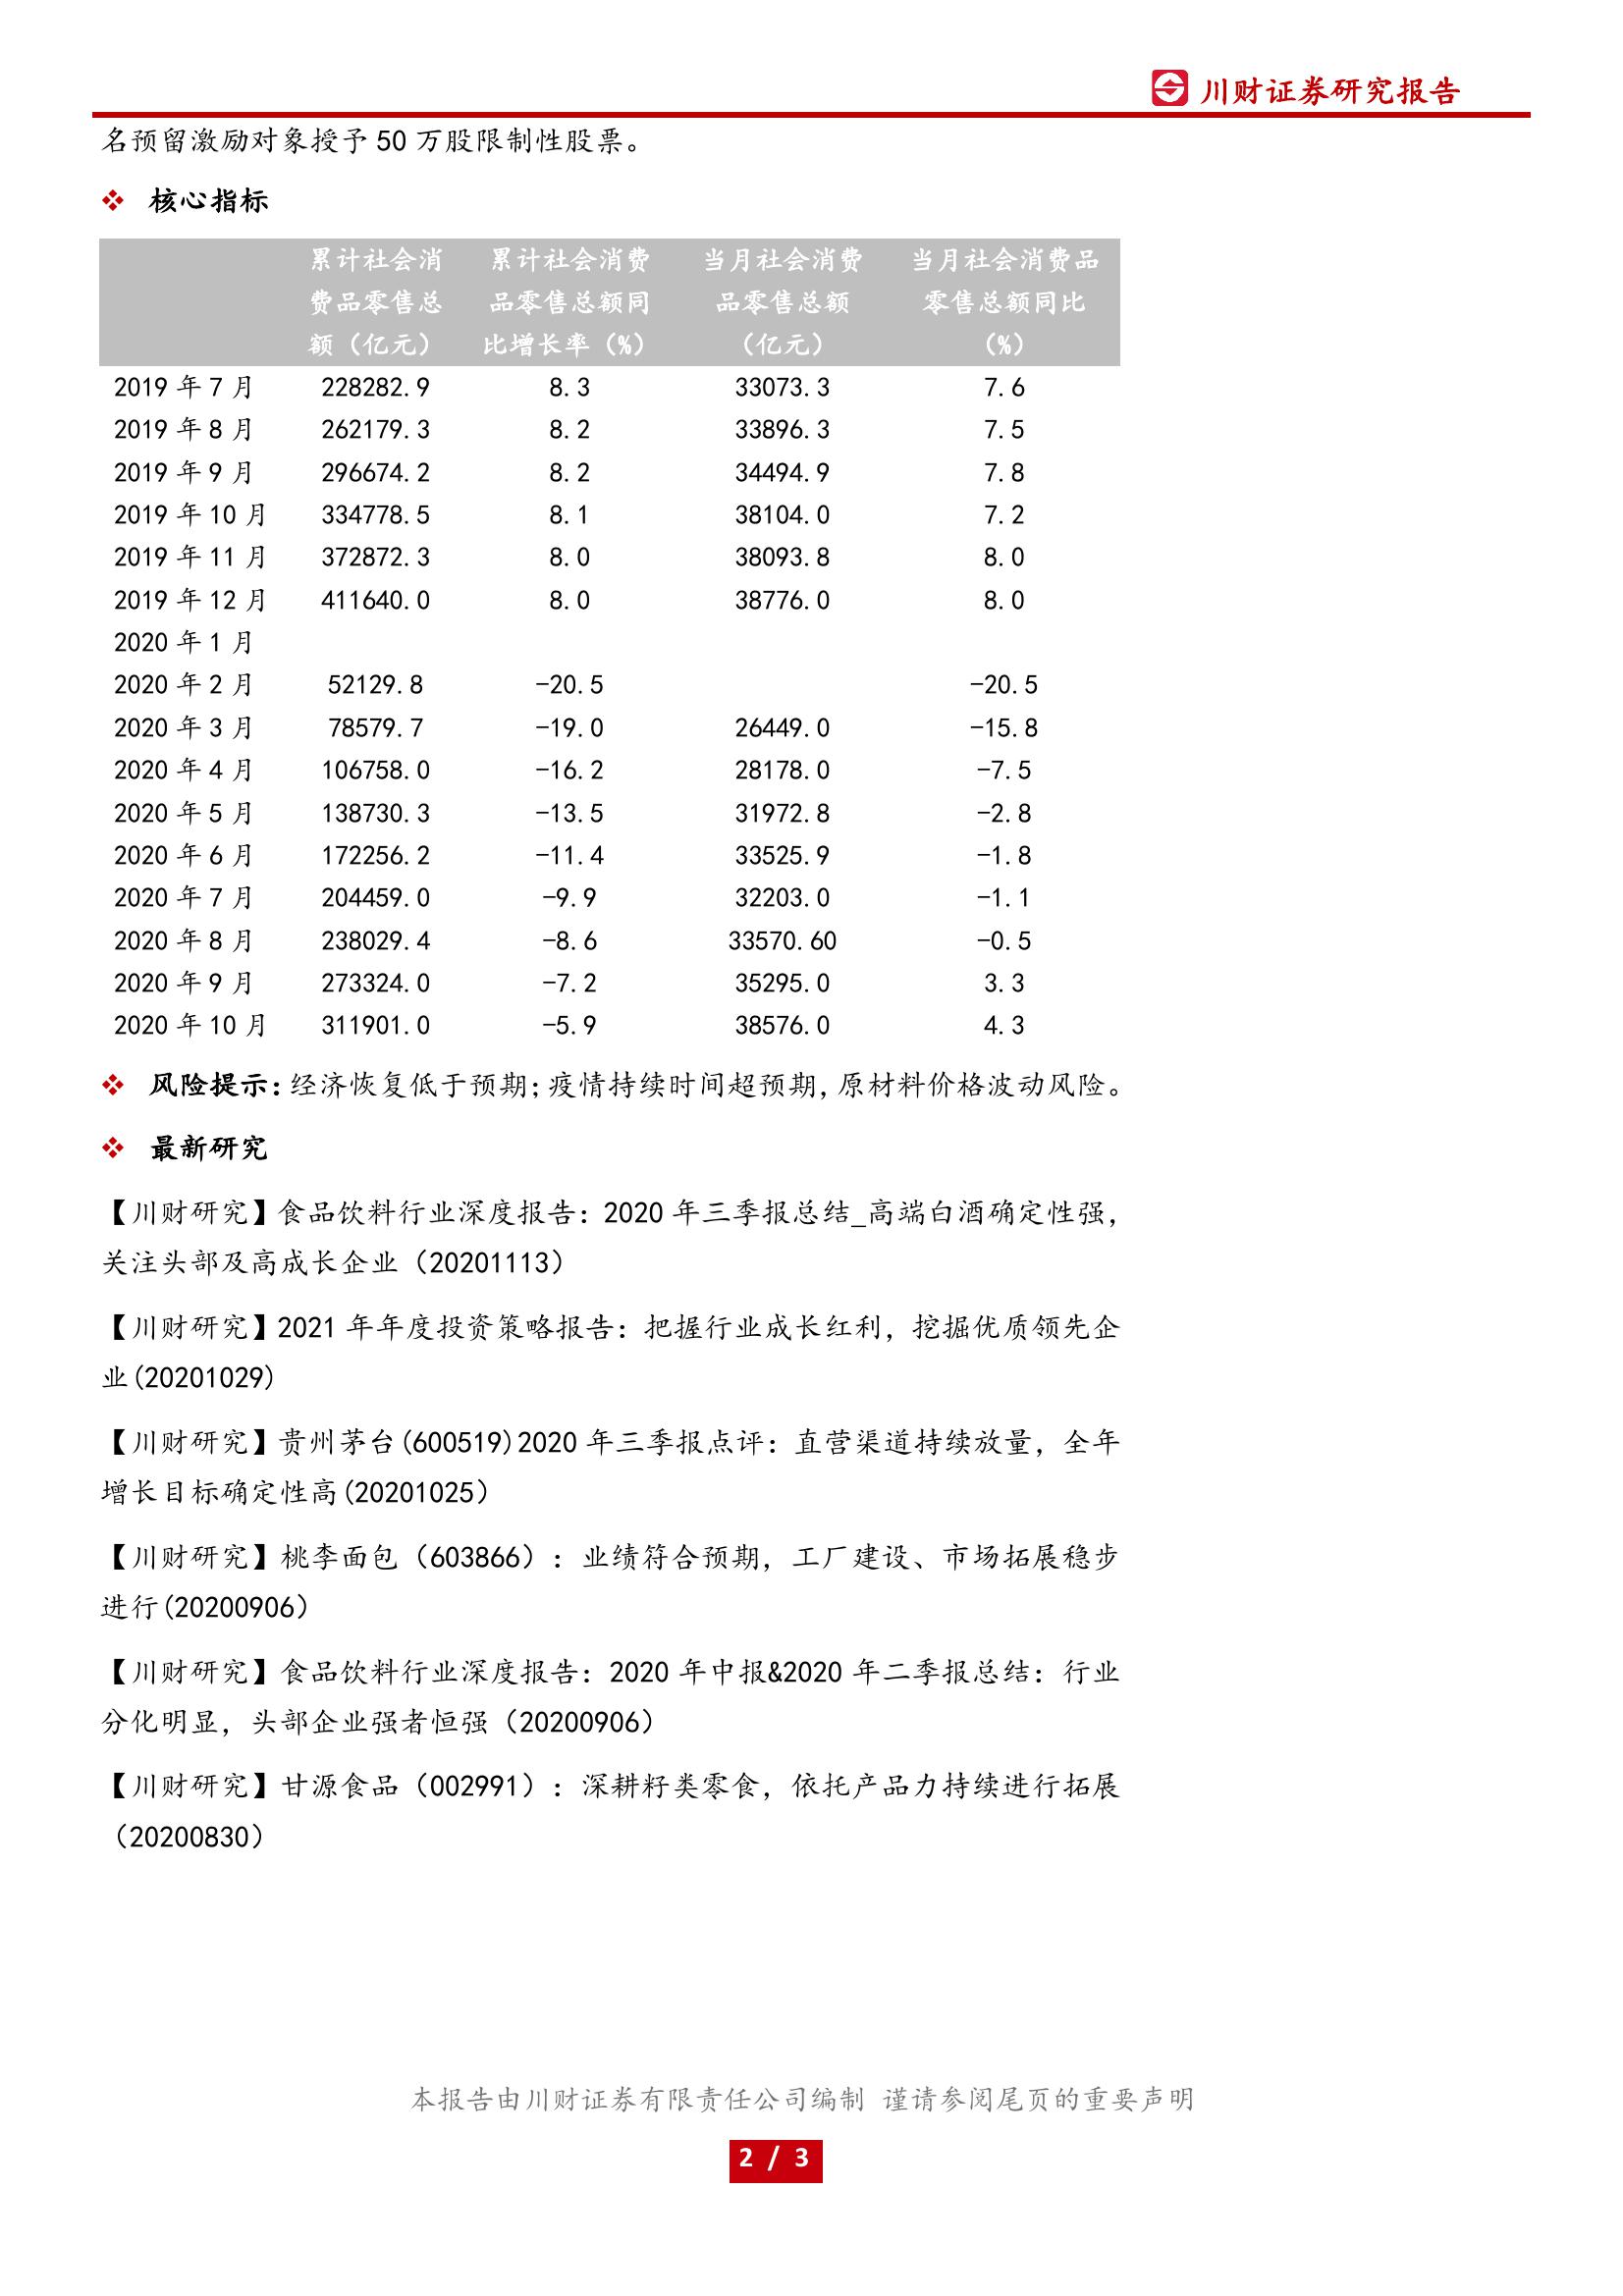 川财证券研究报告
名预留激励对象授予 50 万股限制性股票。
❖ 核心指标
累计社会消 累计社会消费 当月社会消费 当月社会消费品
费品零售总 品零售总额同 品零售总额 零售总额同比
额（亿元） 比增长率（%） （亿元） （%）
2019 年 7 月 228282.9 8.3 33073.3 7.6
2019 年 8 月 262179.3 8.2 33896.3 7.5
2019 年 9 月 296674.2 8.2 34494.9 7.8
2019 年 10 月 334778.5 8.1 38104.0 7.2
2019 年 11 月 372872.3 8.0 38093.8 8.0
2019 年 12 月 411640.0 8.0 38776.0 8.0
2020 年 1 月
2020 年 2 月 52129.8 -20.5 -20.5
2020 年 3 月 78579.7 -19.0 26449.0 -15.8
2020 年 4 月 106758.0 -16.2 28178.0 -7.5
2020 年 5 月 138730.3 -13.5 31972.8 -2.8
2020 年 6 月 172256.2 -11.4 33525.9 -1.8
2020 年 7 月 204459.0 -9.9 32203.0 -1.1
2020 年 8 月 238029.4 -8.6 33570.60 -0.5
2020 年 9 月 273324.0 -7.2 35295.0 3.3
2020 年 10 月 311901.0 -5.9 38576.0 4.3
❖ 风险提示：经济恢复低于预期；疫情持续时间超预期，原材料价格波动风险。
❖ 最新研究
【川财研究】食品饮料行业深度报告：2020 年三季报总结_高端白酒确定性强，
关注头部及高成长企业（20201113）
【川财研究】2021 年年度投资策略报告：把握行业成长红利，挖掘优质领先企
业(20201029)
【川财研究】贵州茅台(600519)2020 年三季报点评：直营渠道持续放量，全年
增长目标确定性高(20201025）
【川财研究】桃李面包（603866）：业绩符合预期，工厂建设、市场拓展稳步
进行(20200906）
【川财研究】食品饮料行业深度报告：2020 年中报&2020 年二季报总结：行业
分化明显，头部企业强者恒强（20200906）
【川财研究】甘源食品（002991）：深耕籽类零食，依托产品力持续进行拓展
（20200830）
本报告由川财证券有限责任公司编制 谨请参阅尾页的重要声明
2 / 3